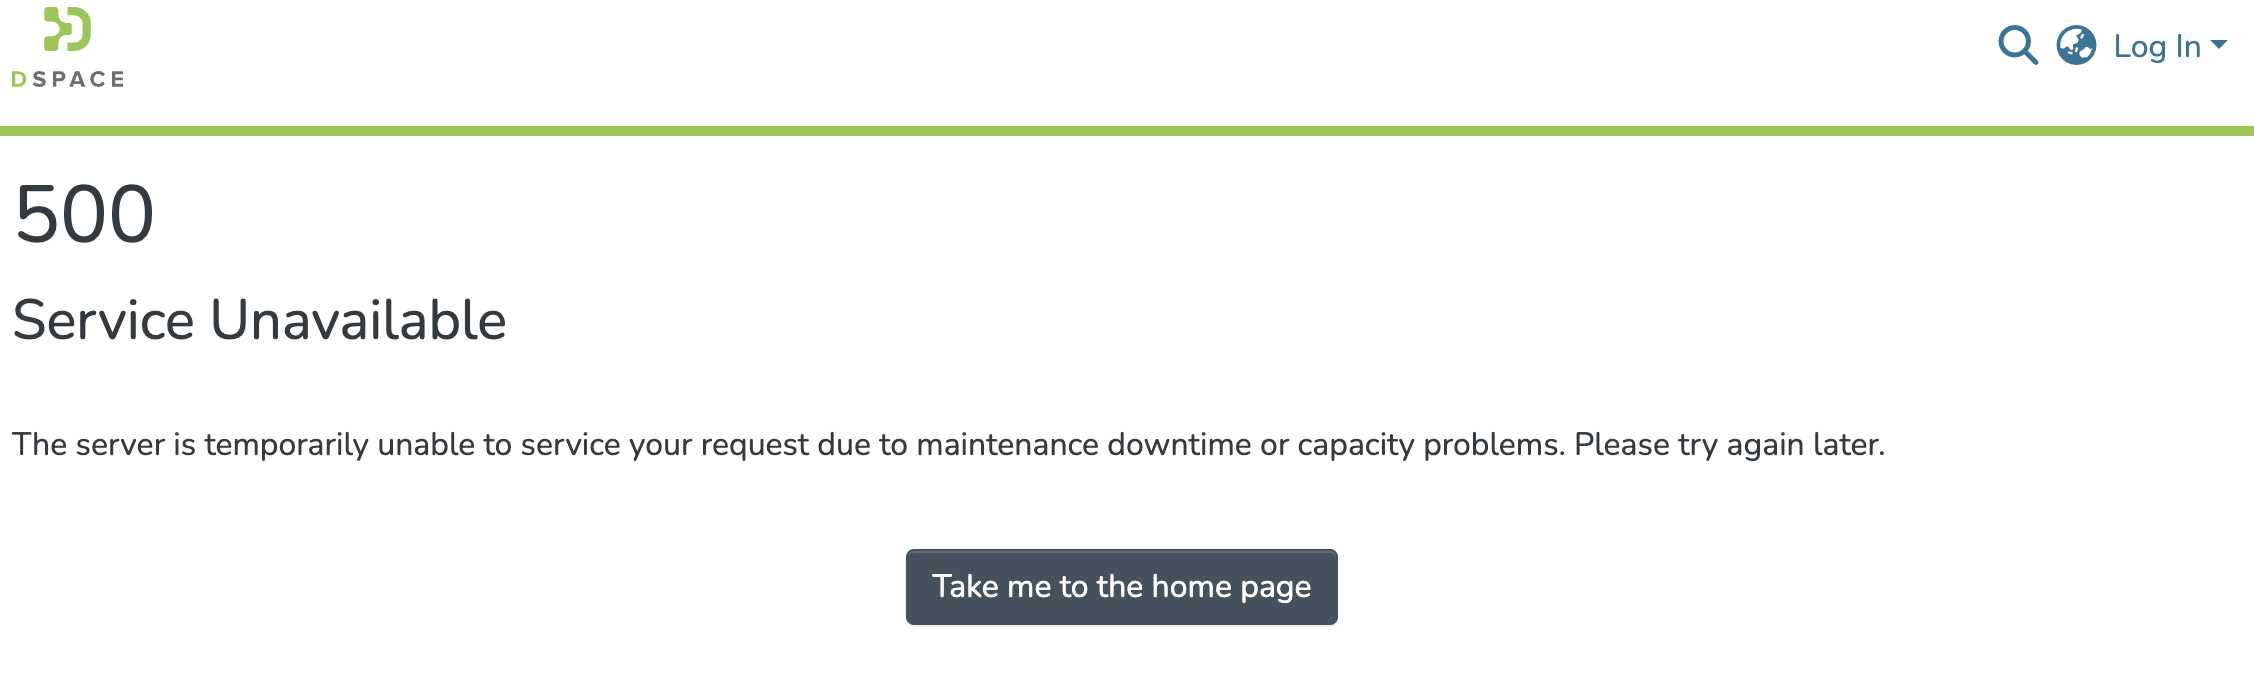 DSPACE
Log In
500
Service Unavailable
The server is temporarily unable to service your request due to maintenance downtime or capacity problems. Please try again later.
Take me to the home page